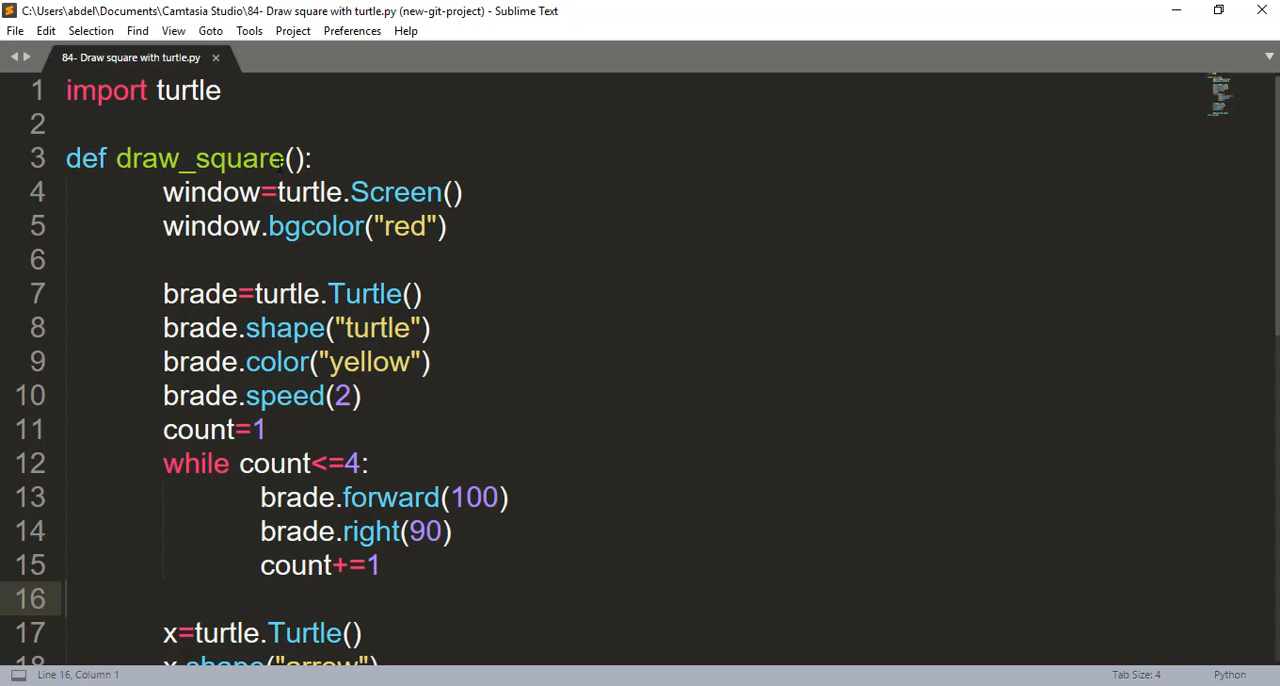 C:\Users\abdel\Documents\Camtasia Studio\84- Draw square with turtle.py (new-git-project) - Sublime Text
File Edit Selection Find View Goto Tools Project Preferences Help
84- Draw square with turtle.py ×
1 import turtle
2
3 def draw_square():
4 window=turtle.Screen()
5 window.bgcolor("red")
6
7 brade=turtle.Turtle()
8 brade.shape("turtle")
9 brade.color("yellow")
10 brade.speed(2)
11 count=1
12 while count<=4:
13 brade.forward(100)
14 brade.right(90)
15 count+=1
16
17 x=turtle.Turtle()
18 x.shape("arrow")
Line 16, Column 1 Tab Size: 4 Python